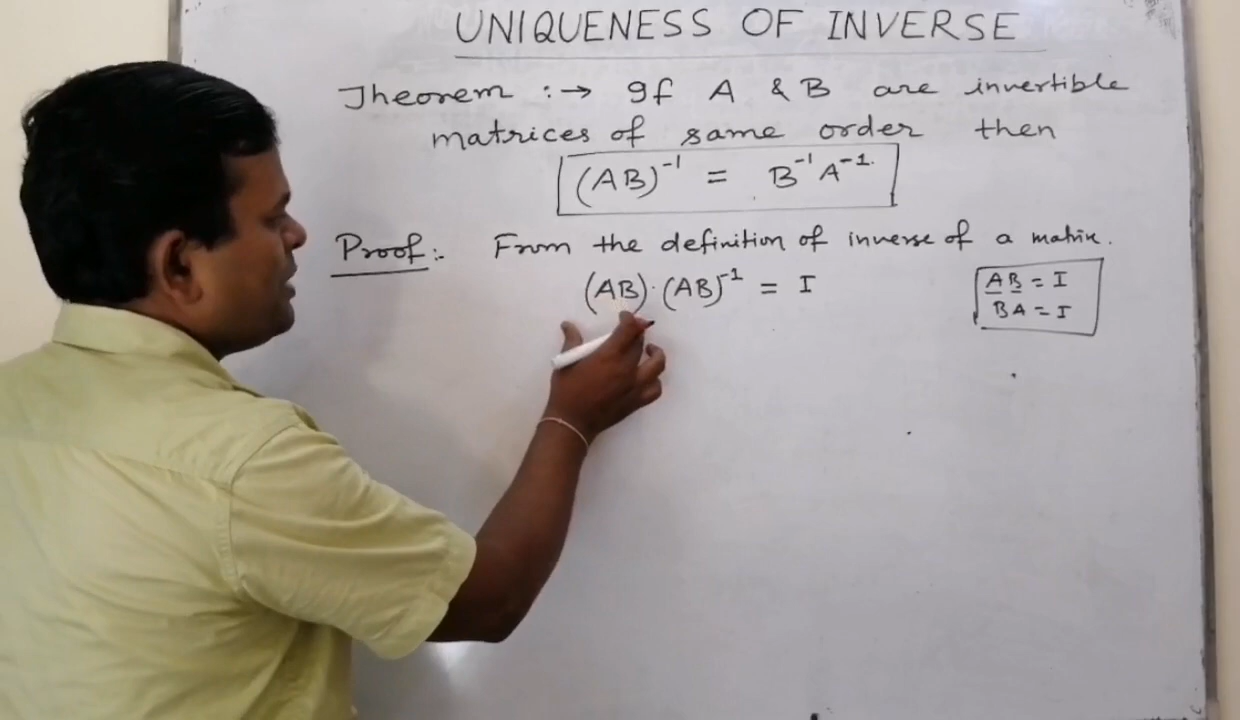 UNIQUENESS OF INVERSE
Theorem :→ If A & B are invertible
matrices of same order then
(AB)⁻¹ = B⁻¹A⁻¹.
Proof:- From the definition of inverse of a matrix.
(AB)·(AB)⁻¹ = I
AB = I
BA = I